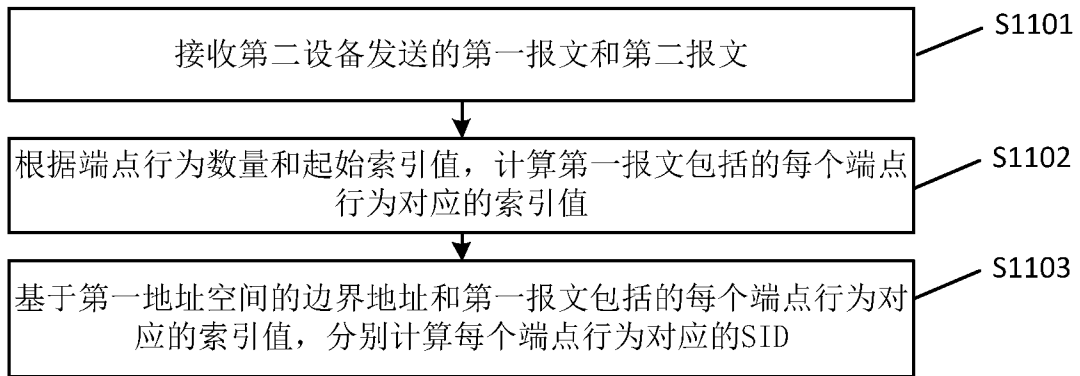 接收第二设备发送的第一报文和第二报文
S1101
根据端点行为数量和起始索引值，计算第一报文包括的每个端点
行为对应的索引值
S1102
基于第一地址空间的边界地址和第一报文包括的每个端点行为对
应的索引值，分别计算每个端点行为对应的SID
S1103